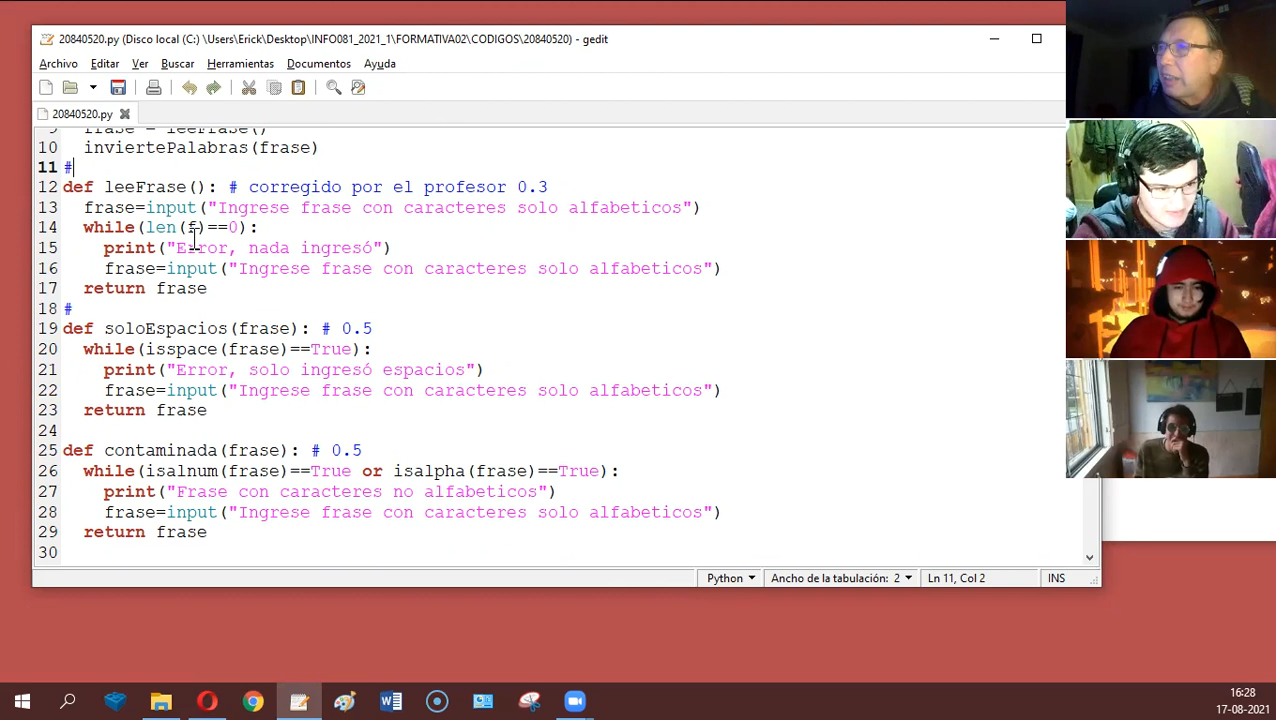 20840520.py (Disco local (C:) \Users\Erick\Desktop\INFO081_2021_1\FORMATIVA02\CODIGOS\20840520) - gedit
Archivo Editar Ver Buscar Herramientas Documentos Ayuda
20840520.py
9 frase = leeFrase()
10 inviertePalabras(frase)
11 #
12 def leeFrase(): # corregido por el profesor 0.3
13 frase=input("Ingrese frase con caracteres solo alfabeticos")
14 while(len(f)==0):
15 print("Error, nada ingresó")
16 frase=input("Ingrese frase con caracteres solo alfabeticos")
17 return frase
18 #
19 def soloEspacios(frase): # 0.5
20 while(isspace(frase)==True):
21 print("Error, solo ingresó espacios")
22 frase=input("Ingrese frase con caracteres solo alfabeticos")
23 return frase
24
25 def contaminada(frase): # 0.5
26 while(isalnum(frase)==True or isalpha(frase)==True):
27 print("Frase con caracteres no alfabeticos")
28 frase=input("Ingrese frase con caracteres solo alfabeticos")
29 return frase
30
Python Ancho de la tabulación: 2 Ln 11, Col 2 INS
16:28
17-08-2021